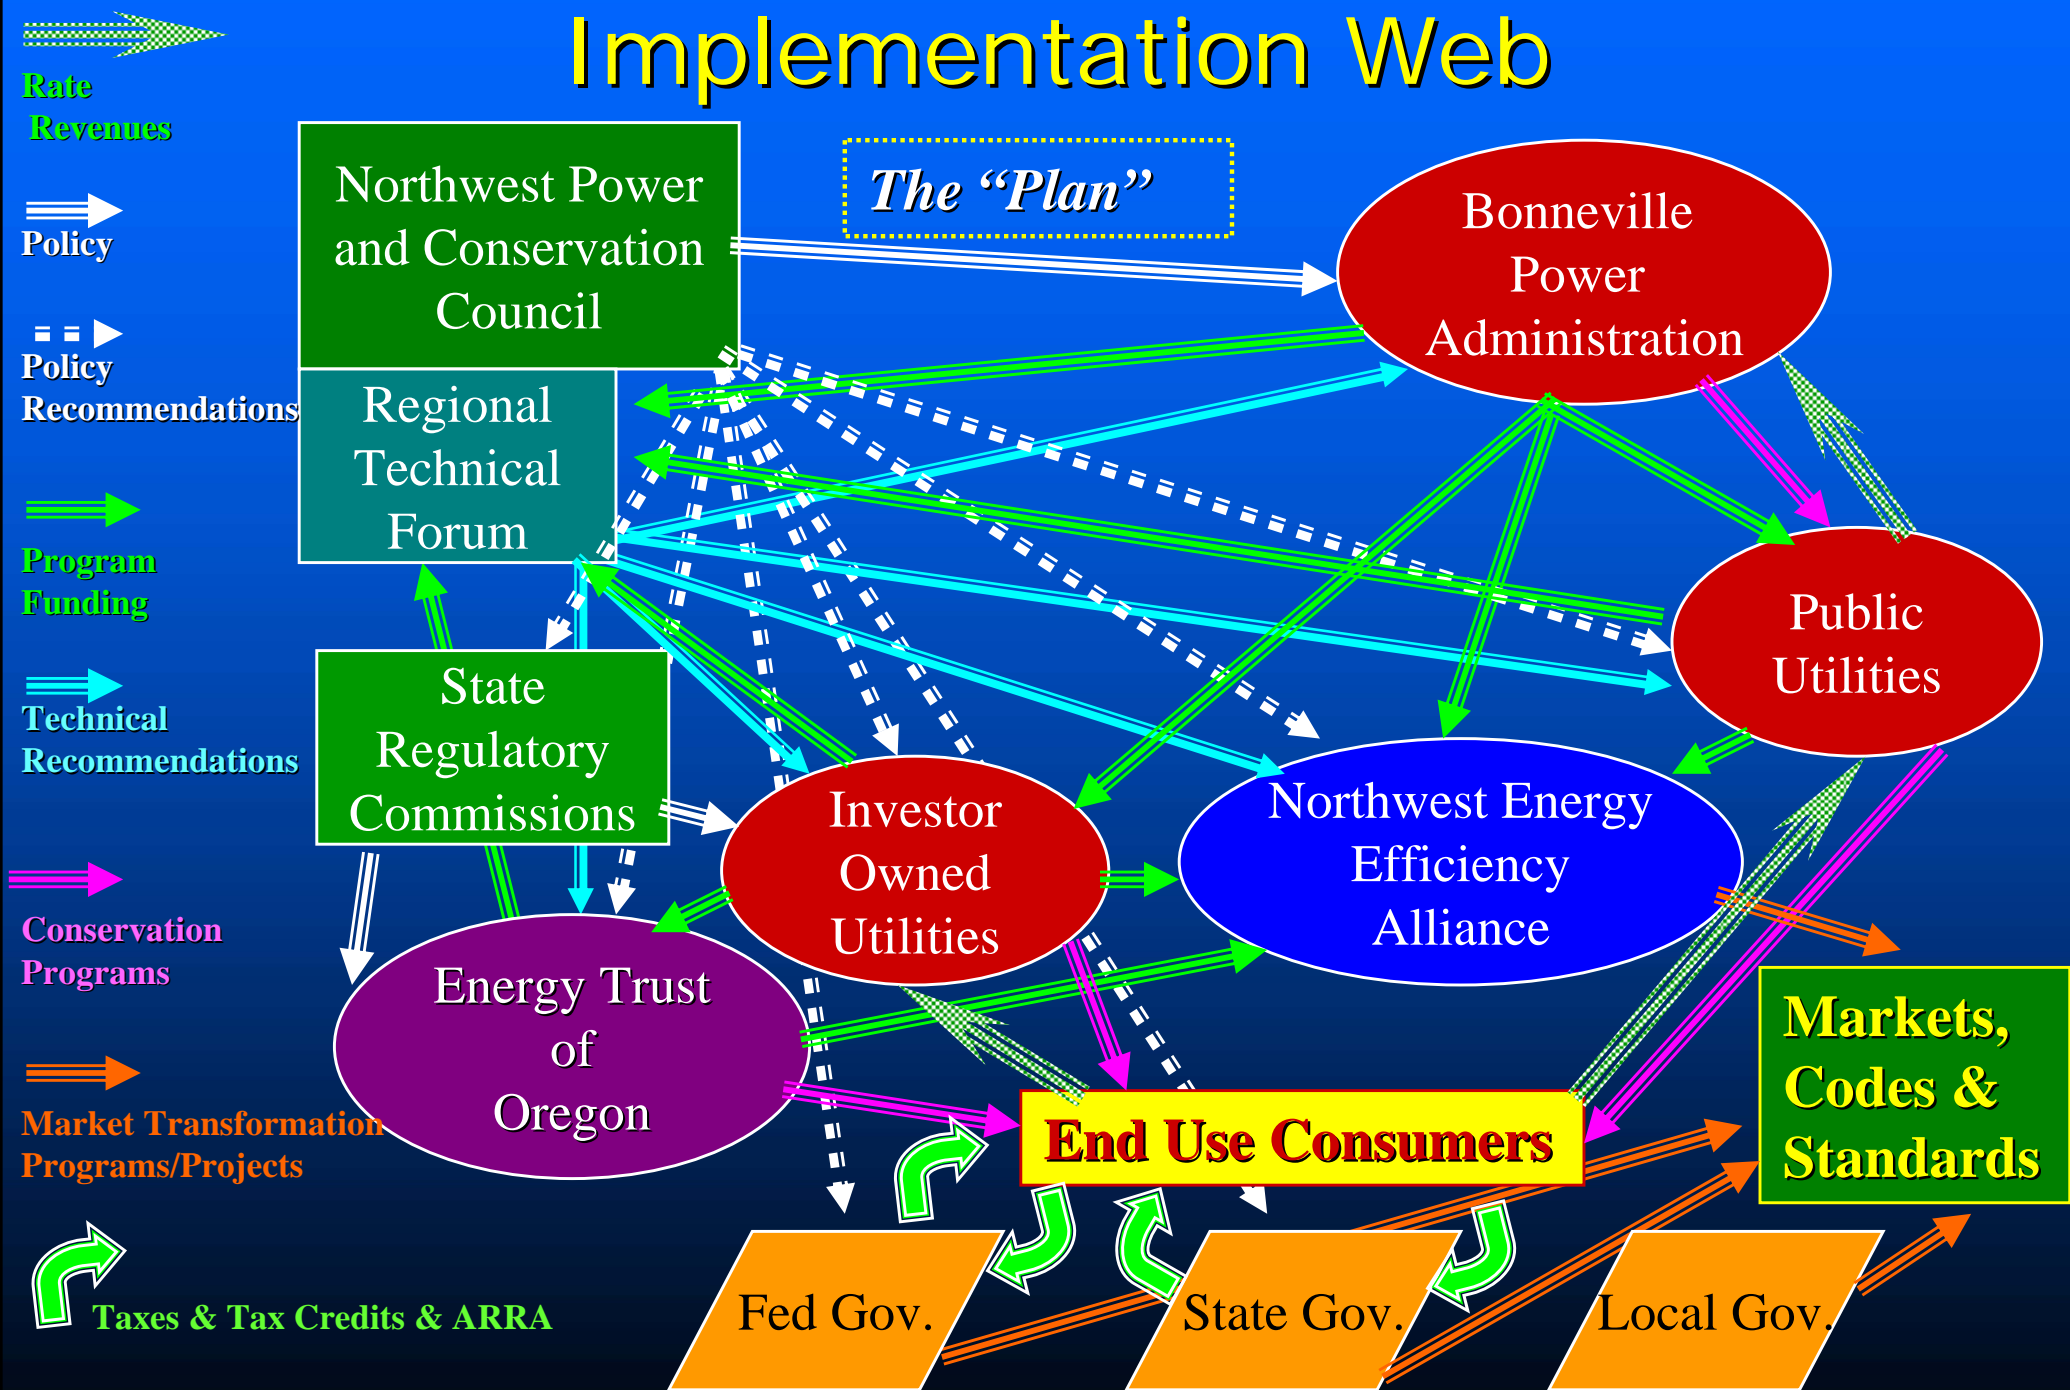 Implementation Web
Rate
Revenues
Policy
Policy
Recommendations
Program
Funding
Technical
Recommendations
Conservation
Programs
Market Transformation
Programs/Projects
Taxes & Tax Credits & ARRA
Northwest Power
and Conservation
Council
The “Plan”
Bonneville
Power
Administration
Regional
Technical
Forum
Public
Utilities
State
Regulatory
Commissions
Investor
Owned
Utilities
Northwest Energy
Efficiency
Alliance
Energy Trust
of
Oregon
Markets,
Codes &
Standards
End Use Consumers
Fed Gov.
State Gov.
Local Gov.